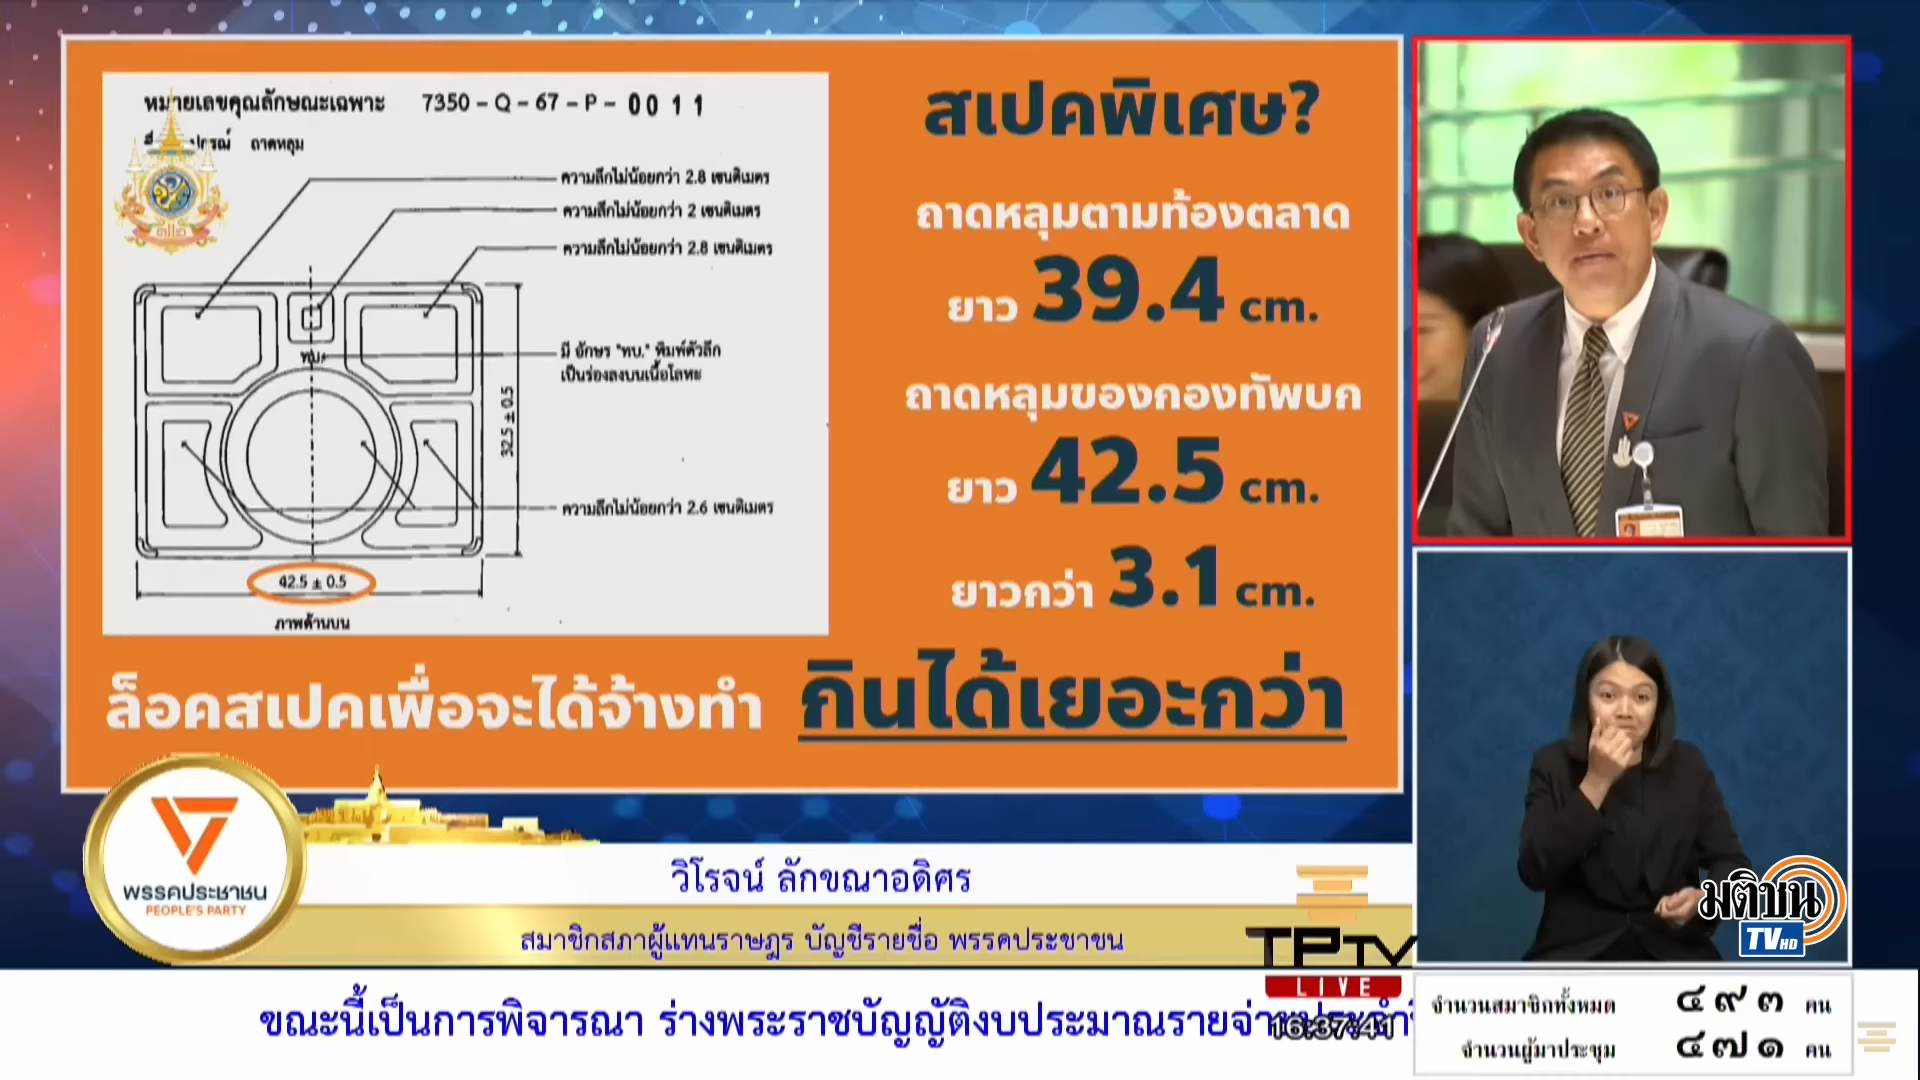 หมายเลขคุณลักษณะเฉพาะ 7350 - Q - 67 - P - 0011
ถาดหลุม
ความลึกไม่น้อยกว่า 2.8 เซนติเมตร
ความลึกไม่น้อยกว่า 2 เซนติเมตร
ความลึกไม่น้อยกว่า 2.8 เซนติเมตร
ทบ.
มี อักษร "ทบ." พิมพ์ตัวลึก
เป็นร่องลงบนเนื้อโลหะ
32.5 ± 0.5
ความลึกไม่น้อยกว่า 2.6 เซนติเมตร
42.5 ± 0.5
ภาพด้านบน
สเปคพิเศษ?
ถาดหลุมตามท้องตลาด
ยาว 39.4 cm.
ถาดหลุมของกองทัพบก
ยาว 42.5 cm.
ยาวกว่า 3.1 cm.
ล็อคสเปคเพื่อจะได้จ้างทำ กินได้เยอะกว่า
พรรคประชาชน
PEOPLE'S PARTY
วิโรจน์ ลักขณาอดิศร
สมาชิกสภาผู้แทนราษฎร บัญชีรายชื่อ พรรคประชาชน
TPTV
LIVE
16:37:41
ขณะนี้เป็นการพิจารณา ร่างพระราชบัญญัติงบประมาณรายจ่ายประจำ
มติชน
TV HD
จำนวนสมาชิกทั้งหมด ๔๙๓ คน
จำนวนผู้มาประชุม ๔๗๑ คน